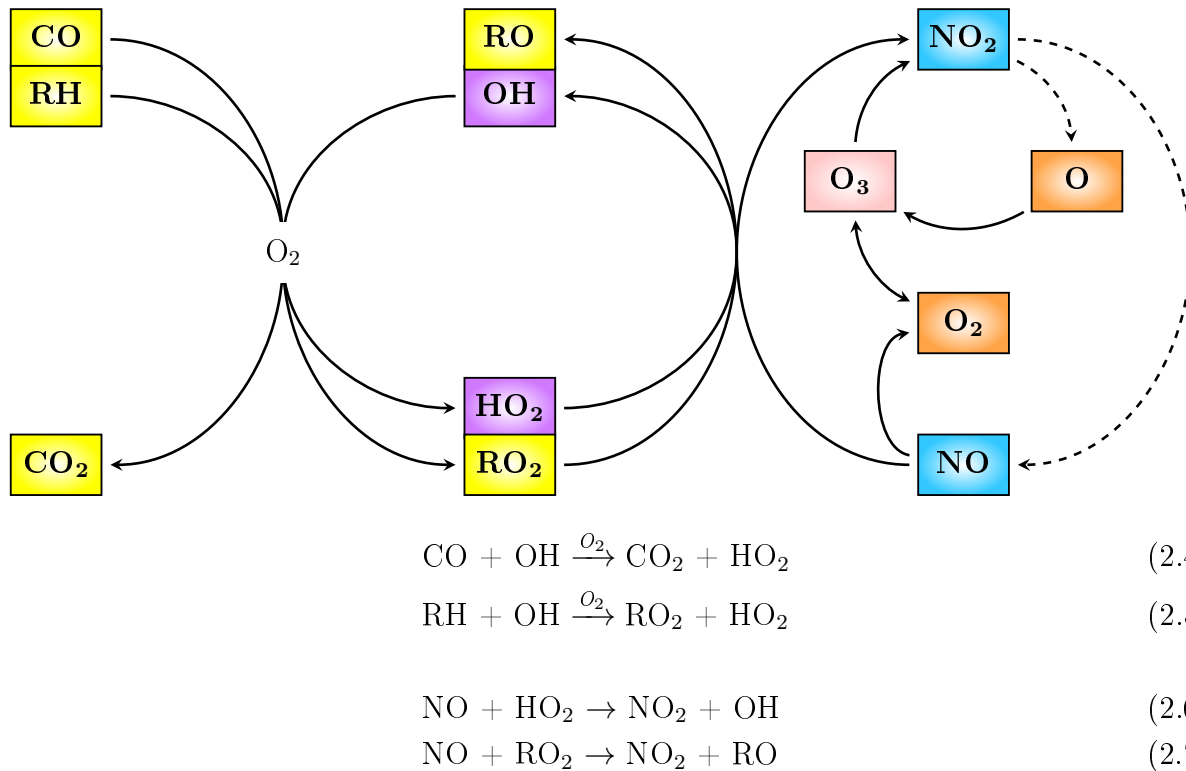 CO RO NO₂
RH OH
O₃ O
O₂
O₂
HO₂
CO₂ RO₂ NO
CO + OH —O₂→ CO₂ + HO₂
RH + OH —O₂→ RO₂ + HO₂
NO + HO₂ → NO₂ + OH
NO + RO₂ → NO₂ + RO